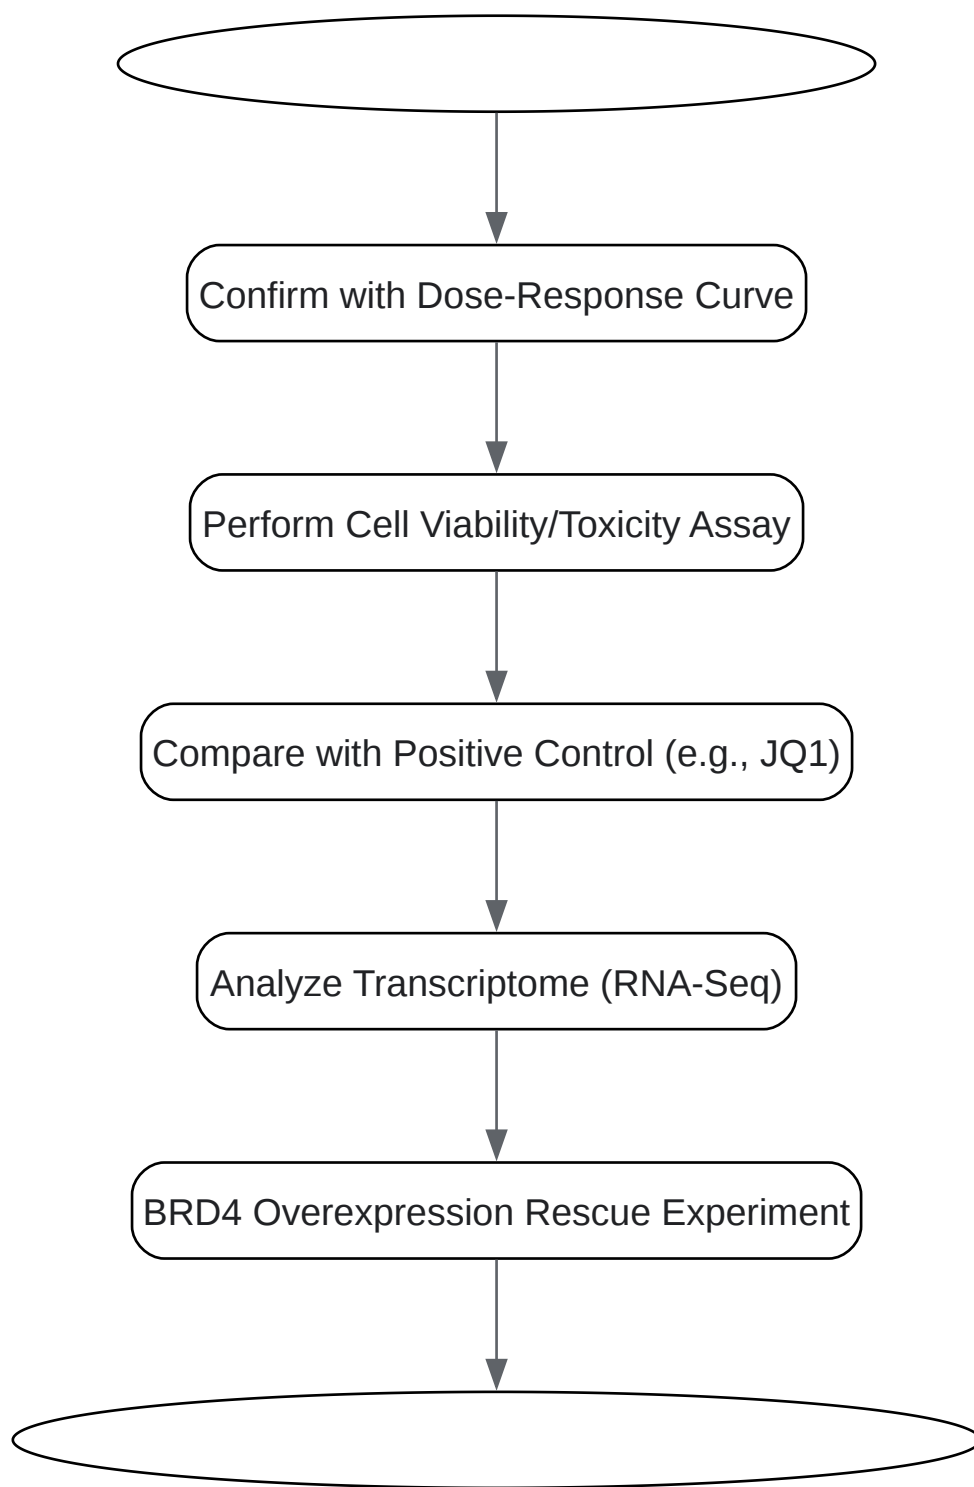 Confirm with Dose-Response Curve
Perform Cell Viability/Toxicity Assay
Compare with Positive Control (e.g., JQ1)
Analyze Transcriptome (RNA-Seq)
BRD4 Overexpression Rescue Experiment